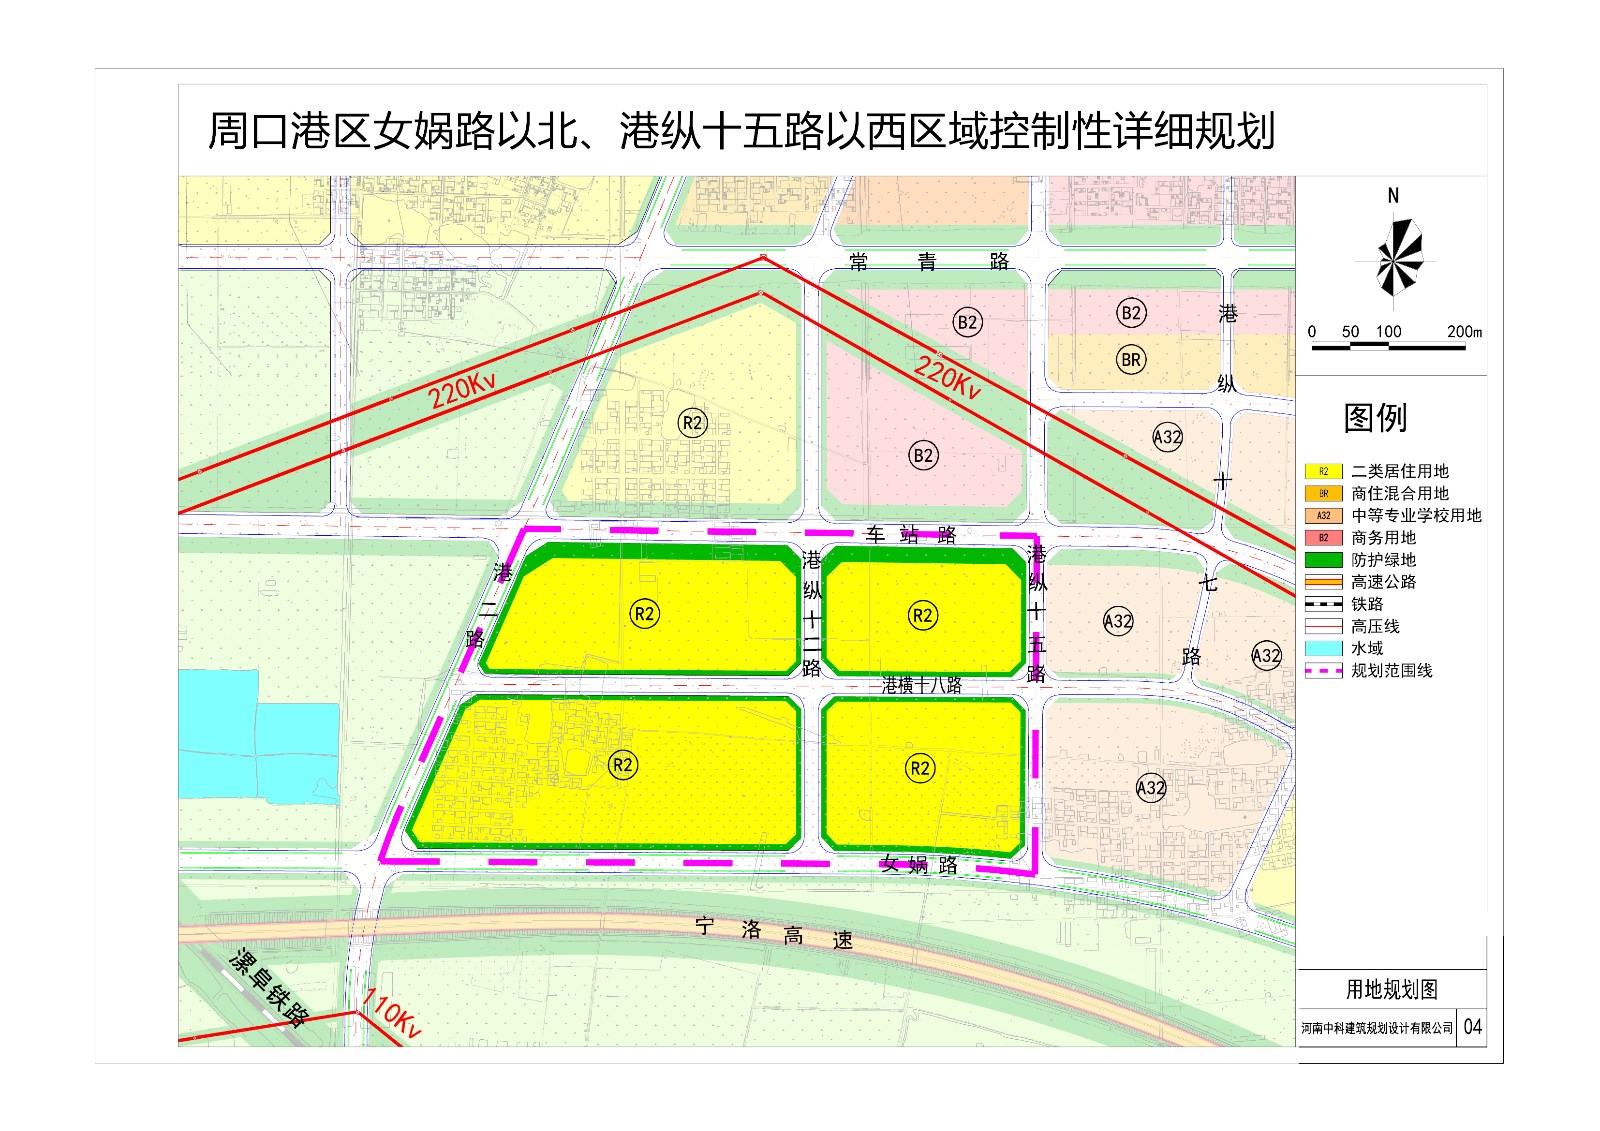 周口港区女娲路以北、港纵十五路以西区域控制性详细规划
N
0 50 100 200m
常青路
港纵十七路
B2
B2
BR
220Kv
220Kv
R2
A32
B2
车站路
港二路
港纵十二路
港纵十五路
R2
R2
A32
A32
港横十八路
R2
R2
A32
女娲路
宁洛高速
漯阜铁路
110Kv
图例
R2 二类居住用地
BR 商住混合用地
A32 中等专业学校用地
B2 商务用地
防护绿地
高速公路
铁路
高压线
水域
规划范围线
用地规划图
河南中科建筑规划设计有限公司 04